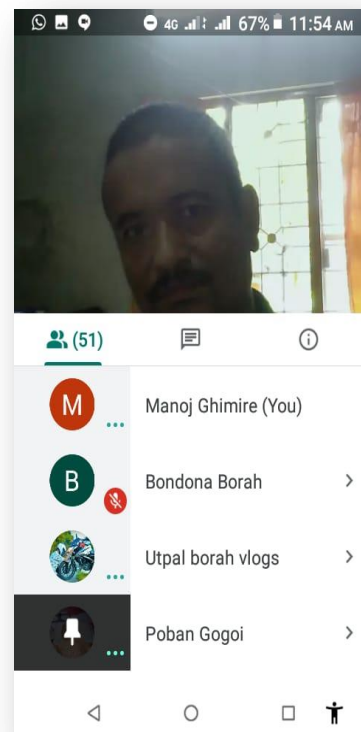 4G 67% 11:54 AM
(51)
M Manoj Ghimire (You)
B Bondona Borah
Utpal borah vlogs
Poban Gogoi